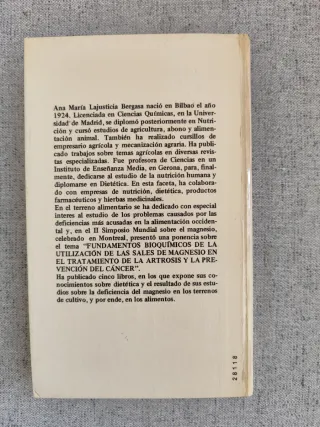 Ana María Lajusticia Bergasa nació en Bilbao el año
1924. Licenciada en Ciencias Químicas, en la Univer-
sidad de Madrid, se diplomó posteriormente en Nutri-
ción y cursó estudios de agricultura, abono y alimen-
tación animal. También ha realizado cursillos de
empresario agrícola y mecanización agraria. Ha pu-
blicado trabajos sobre temas agrícolas en diversas revis-
tas especializadas. Fue profesora de Ciencias en un
Instituto de Enseñanza Media, en Gerona, para, final-
mente, dedicarse al estudio de la nutrición humana y
diplomarse en Dietética. En esta faceta, ha colabora-
do con empresas de nutrición, dietética, productos
farmacéuticos y hierbas medicinales.
En el terreno alimentario se ha dedicado con especial
interes al estudio de los problemas causados por las
deficiencias más acusadas en la alimentación occiden-
tal y, en el II Simposio Mundial sobre el magnesio,
celebrado en Montreal, presentó una ponencia sobre
el tema "FUNDAMENTOS BIOQUÍMICOS DE LA
UTILIZACIÓN DE LAS SALES DE MAGNESIO EN
EL TRATAMIENTO DE LA ARTROSIS Y LA PRE-
VENCIÓN DEL CÁNCER".
Ha publicado cinco libros, en los que expone sus co-
nocimientos sobre dietética y el resultado de sus estu-
dios sobre la deficiencia del magnesio en los terrenos
de cultivo, y por ende, en los alimentos.
28118